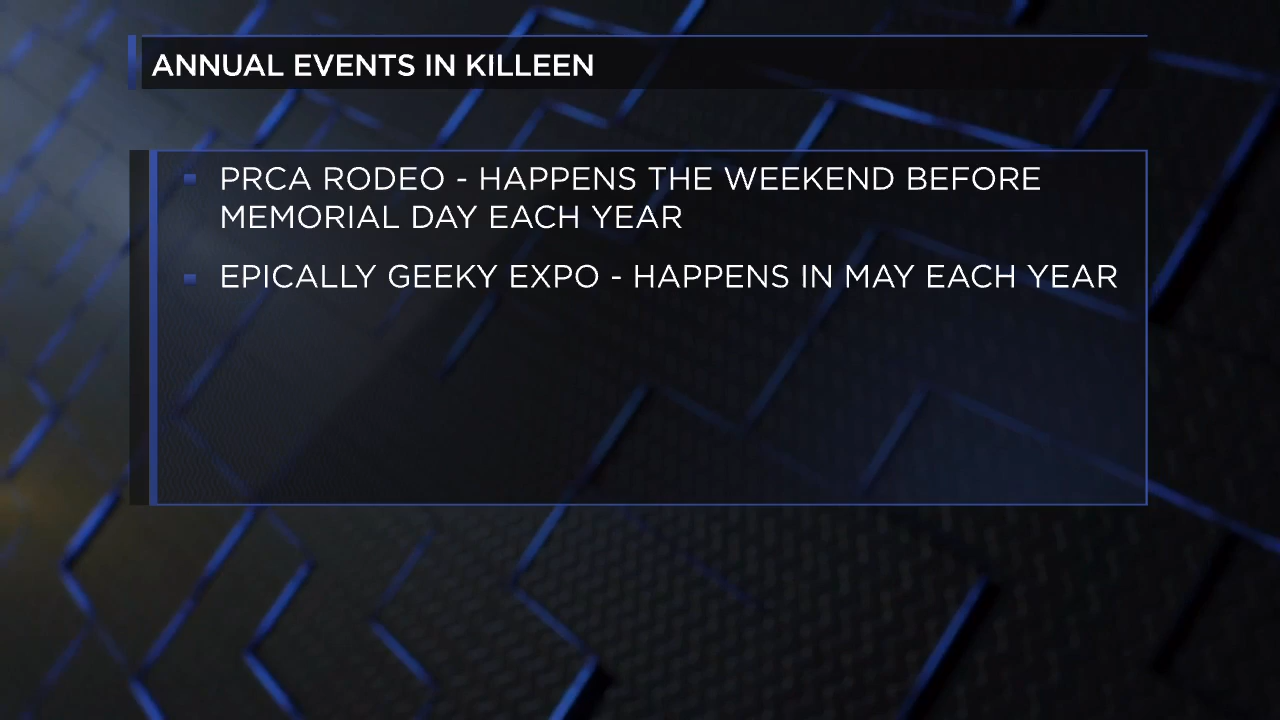 ANNUAL EVENTS IN KILLEEN
PRCA RODEO - HAPPENS THE WEEKEND BEFORE
MEMORIAL DAY EACH YEAR
EPICALLY GEEKY EXPO - HAPPENS IN MAY EACH YEAR